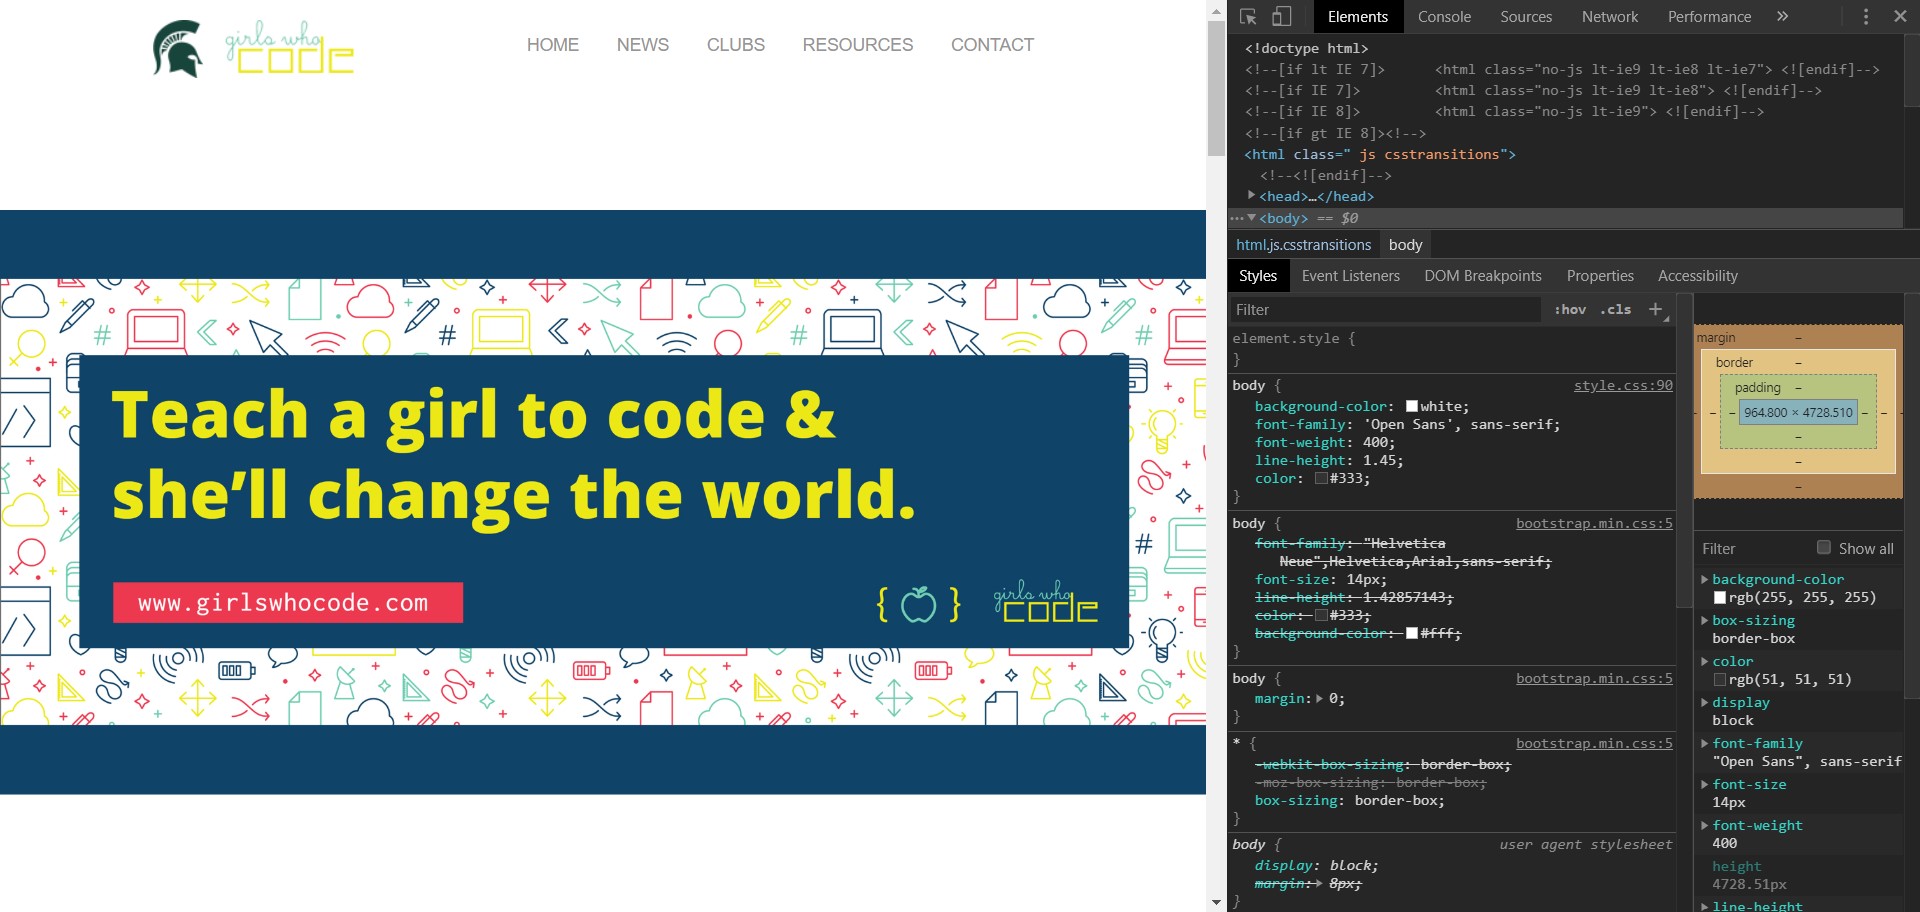 girls who
CODE
HOME NEWS CLUBS RESOURCES CONTACT
Teach a girl to code &
she’ll change the world.
www.girlswhocode.com
{ }
girls who
CODE
Elements Console Sources Network Performance »
<!doctype html>
<!--[if lt IE 7]>      <html class="no-js lt-ie9 lt-ie8 lt-ie7"> <![endif]-->
<!--[if IE 7]>         <html class="no-js lt-ie9 lt-ie8"> <![endif]-->
<!--[if IE 8]>         <html class="no-js lt-ie9"> <![endif]-->
<!--[if gt IE 8]><!-->
<html class=" js csstransitions">
<!--<![endif]-->
<head>…</head>
<body> == $0
html.js.csstransitions body
Styles Event Listeners DOM Breakpoints Properties Accessibility
Filter :hov .cls +
element.style {
}
body { style.css:90
background-color: white;
font-family: 'Open Sans', sans-serif;
font-weight: 400;
line-height: 1.45;
color: #333;
}
body { bootstrap.min.css:5
font-family: "Helvetica
Neue",Helvetica,Arial,sans-serif;
font-size: 14px;
line-height: 1.42857143;
color: #333;
background-color: #fff;
}
body { bootstrap.min.css:5
margin: 0;
}
* { bootstrap.min.css:5
-webkit-box-sizing: border-box;
-moz-box-sizing: border-box;
box-sizing: border-box;
}
body { user agent stylesheet
display: block;
margin: 8px;
}
margin –
border –
padding –
– – – 964.800 × 4728.510 – – –
–
–
–
Filter Show all
background-color
rgb(255, 255, 255)
box-sizing
border-box
color
rgb(51, 51, 51)
display
block
font-family
"Open Sans", sans-serif
font-size
14px
font-weight
400
height
4728.51px
line-height